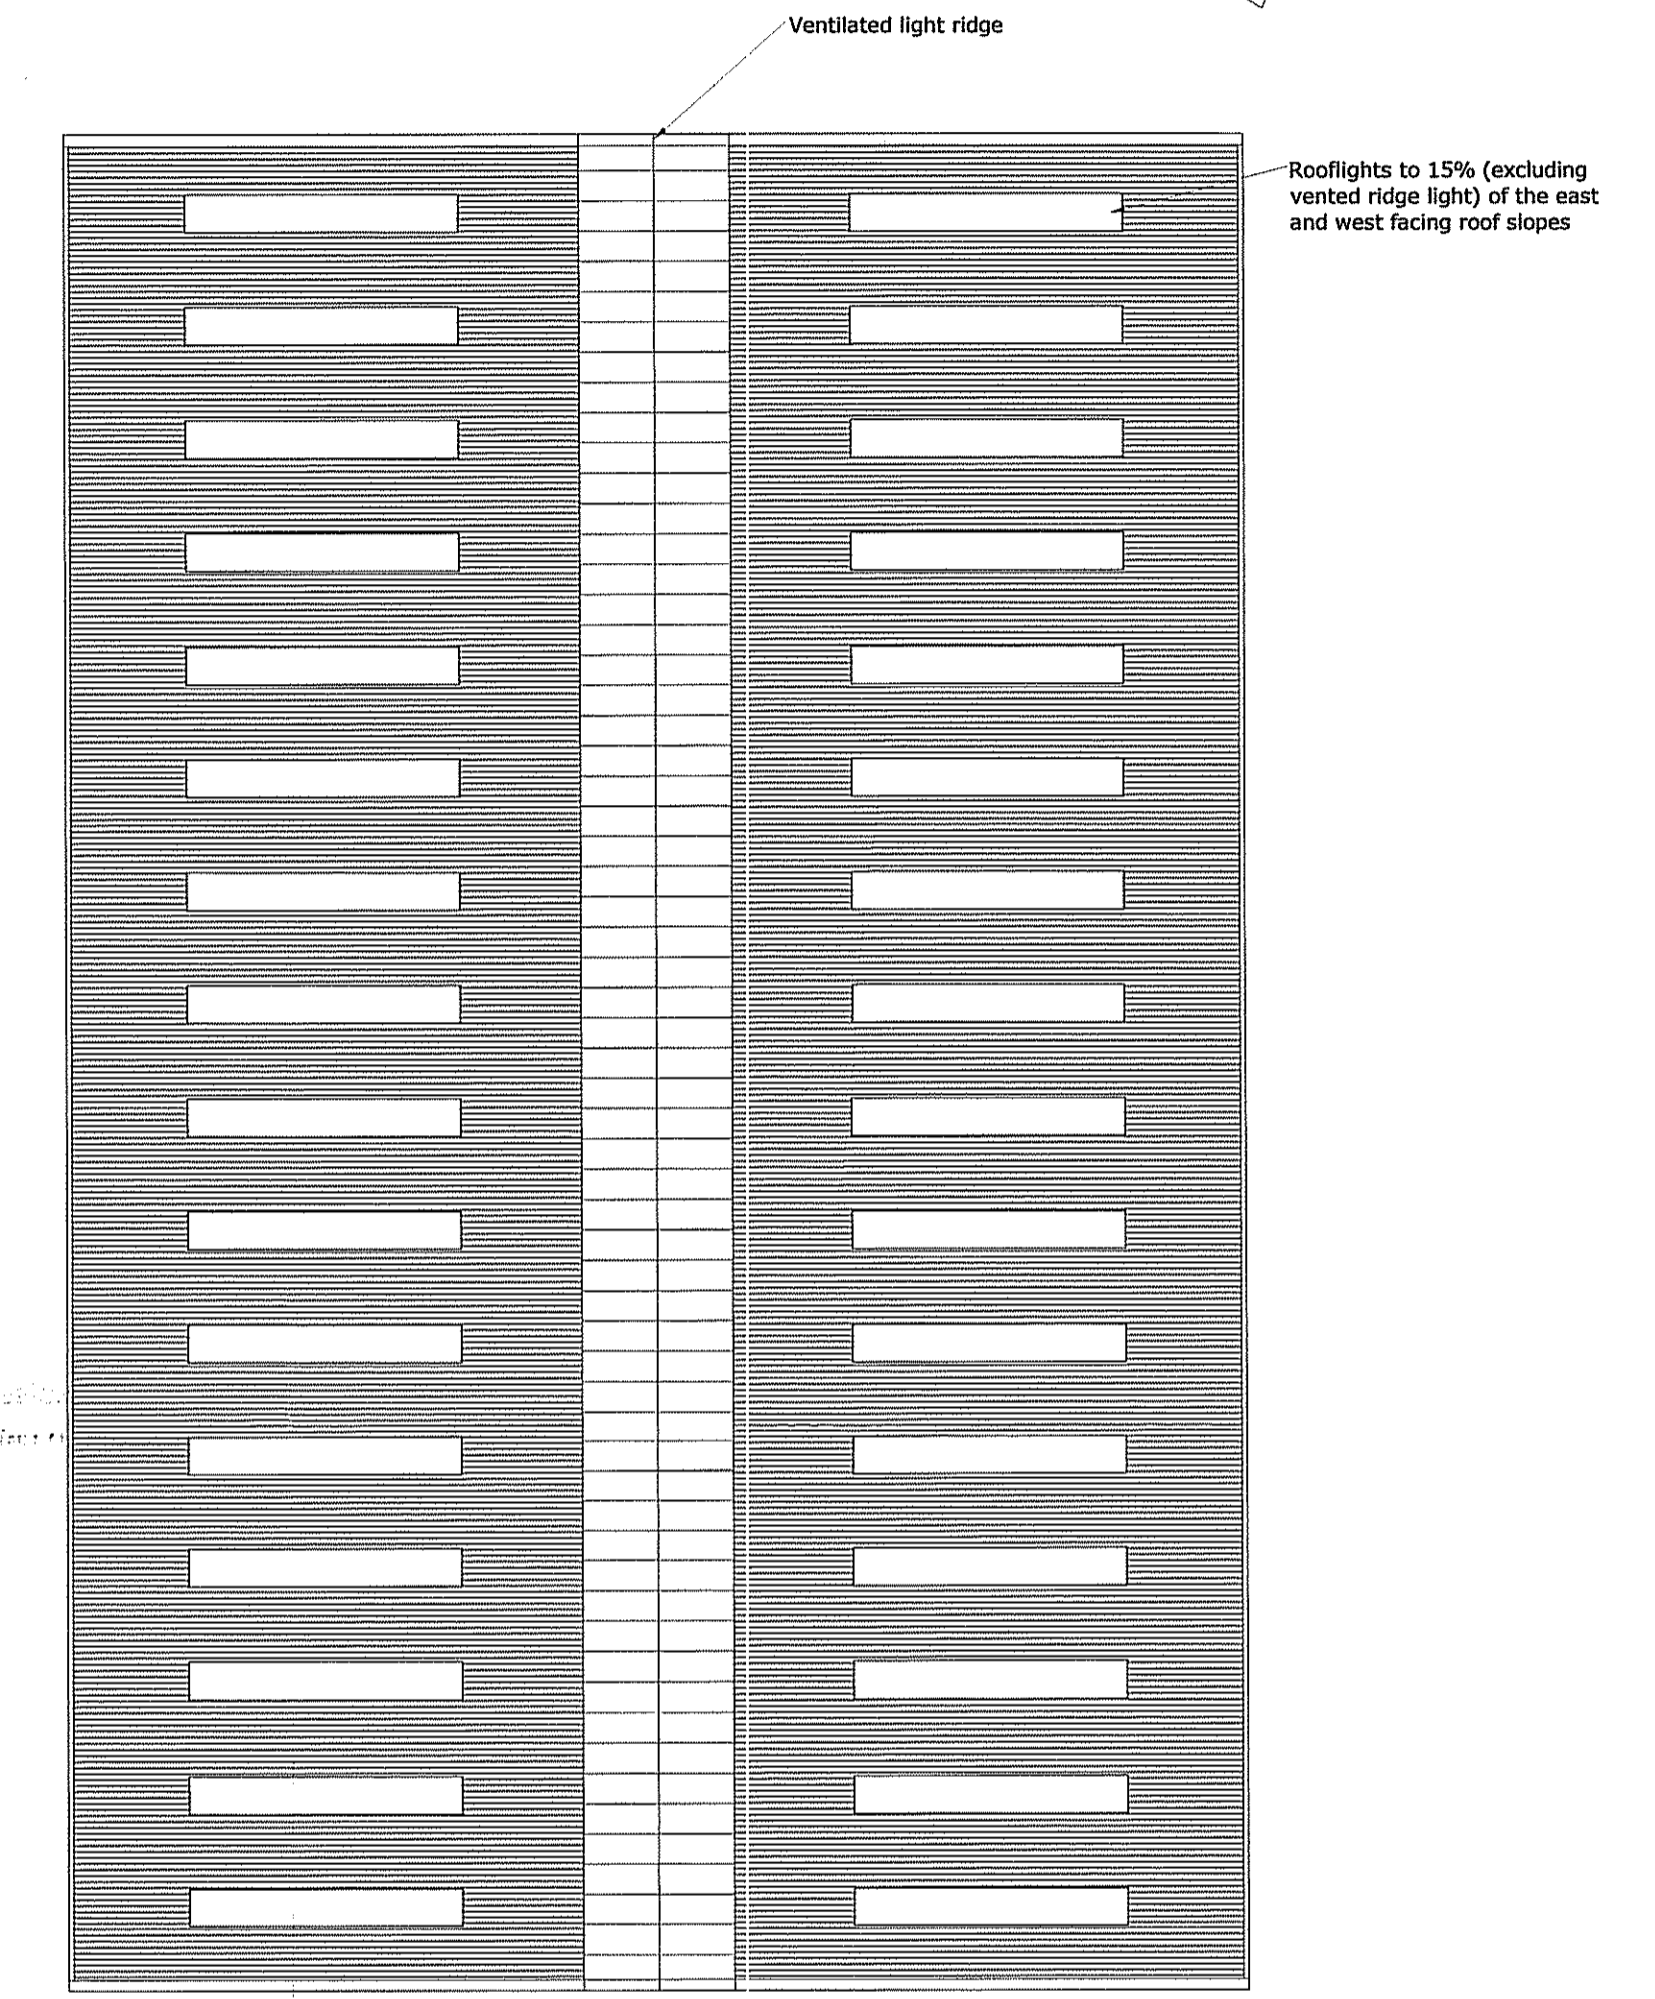 Ventilated light ridge
Rooflights to 15% (excluding
vented ridge light) of the east
and west facing roof slopes